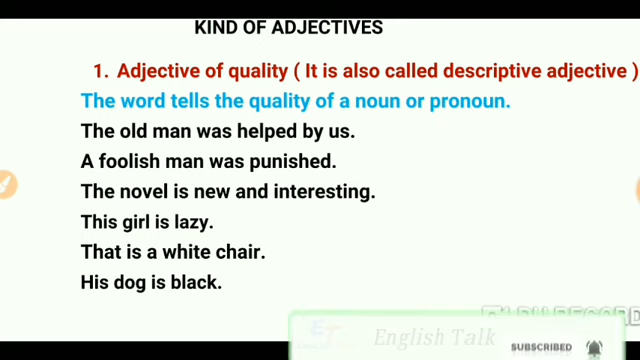 KIND OF ADJECTIVES
1. Adjective of quality ( It is also called descriptive adjective )
The word tells the quality of a noun or pronoun.
The old man was helped by us.
A foolish man was punished.
The novel is new and interesting.
This girl is lazy.
That is a white chair.
His dog is black.
English Talk
SUBSCRIBED